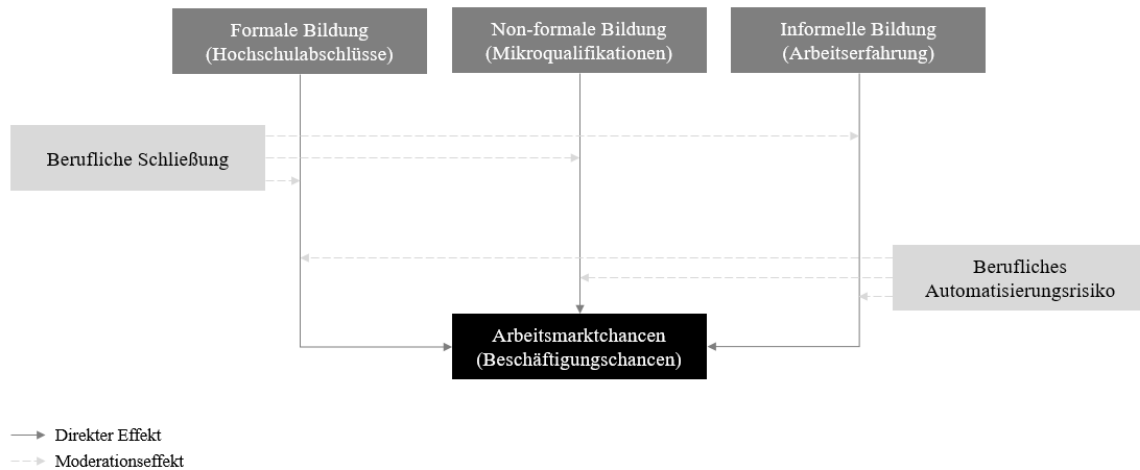 Formale Bildung
(Hochschulabschlüsse)
Non-formale Bildung
(Mikroqualifikationen)
Informelle Bildung
(Arbeitserfahrung)
Berufliche Schließung
Berufliches
Automatisierungsrisiko
Arbeitsmarktchancen
(Beschäftigungschancen)
Direkter Effekt
Moderationseffekt